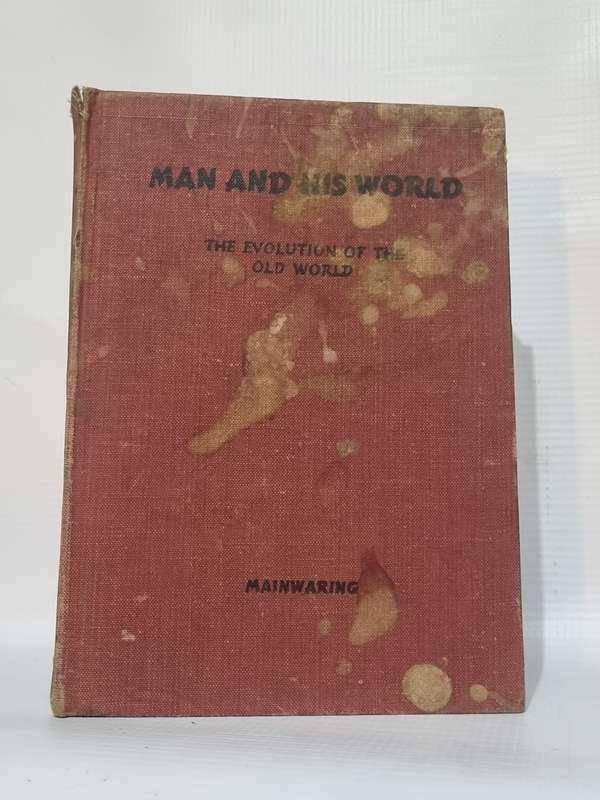 MAN AND HIS WORLD
THE EVOLUTION OF THE
OLD WORLD
MAINWARING